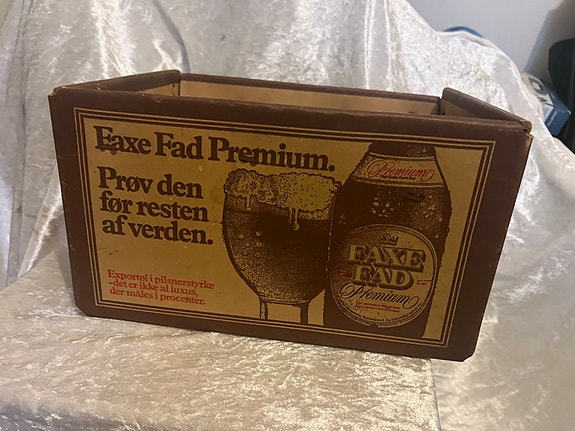 Faxe Fad Premium.
Prøv den
før resten
af verden.
Exportøl i pilsnerstyrke
-det er ikke al luxus,
der måles i procenter.
Premium
FAXE
FAD
Premium